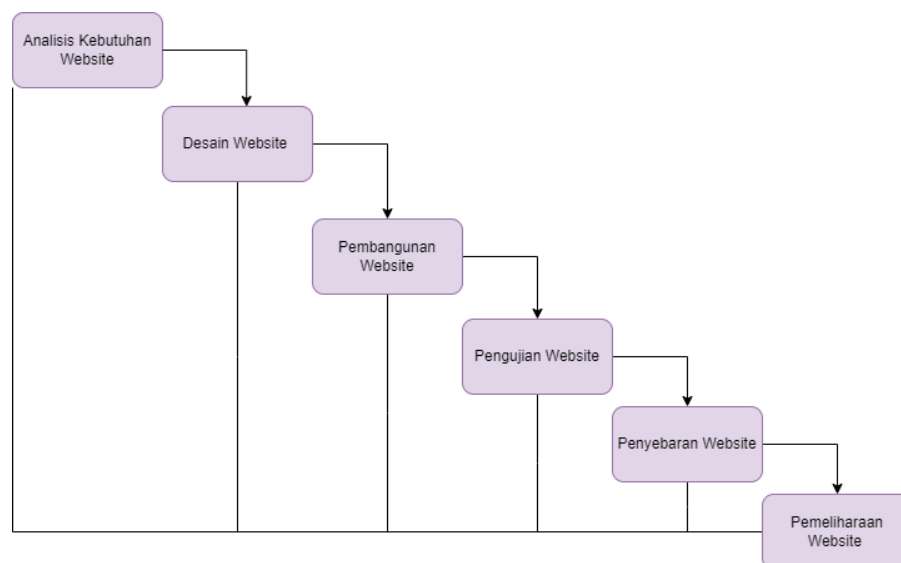 Analisis Kebutuhan
Website
Desain Website
Pembangunan
Website
Pengujian Website
Penyebaran Website
Pemeliharaan
Website